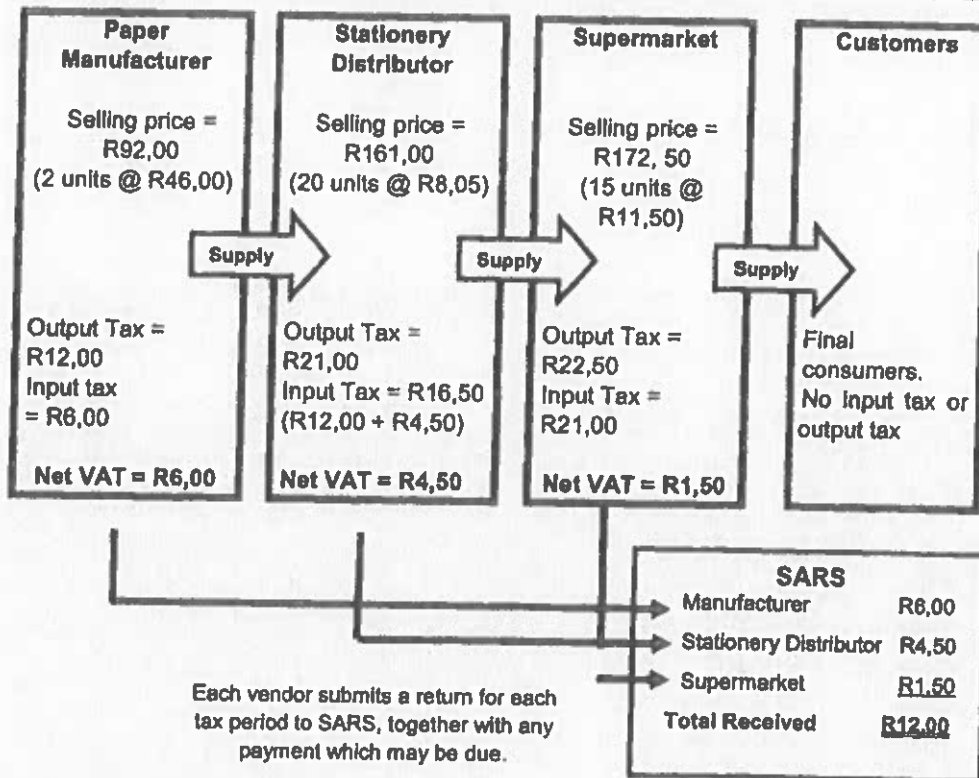 Paper
Manufacturer
Selling price =
R92,00
(2 units @ R46,00)
Supply
Output Tax =
R12,00
Input tax
= R6,00
Net VAT = R6,00
Stationery
Distributor
Selling price =
R161,00
(20 units @ R8,05)
Supply
Output Tax =
R21,00
Input Tax = R16,50
(R12,00 + R4,50)
Net VAT = R4,50
Supermarket
Selling price =
R172, 50
(15 units @
R11,50)
Supply
Output Tax =
R22,50
Input Tax =
R21,00
Net VAT = R1,50
Customers
Final
consumers.
No input tax or
output tax
SARS
Manufacturer R6,00
Stationery Distributor R4,50
Supermarket R1.50
Total Received R12,00
Each vendor submits a return for each
tax period to SARS, together with any
payment which may be due.